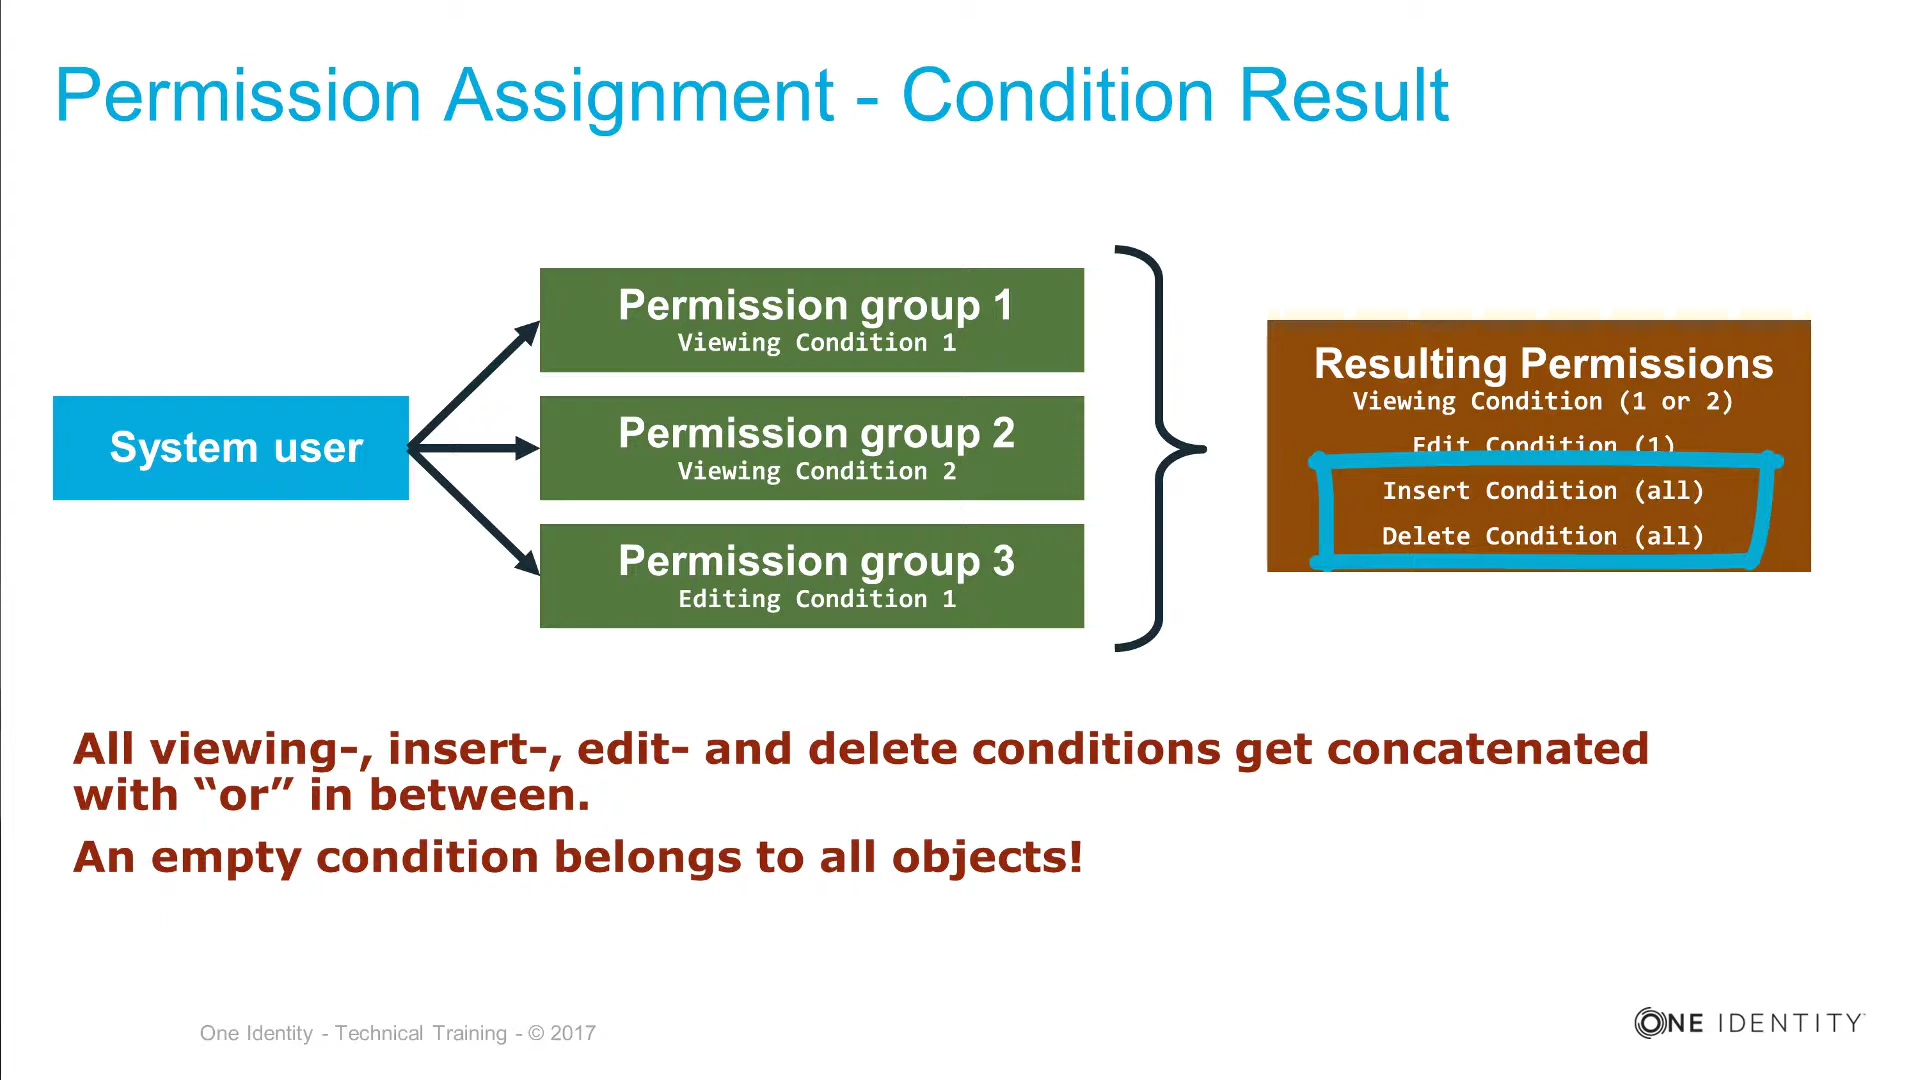 Permission Assignment - Condition Result
System user
Permission group 1
Viewing Condition 1
Permission group 2
Viewing Condition 2
Permission group 3
Editing Condition 1
Resulting Permissions
Viewing Condition (1 or 2)
Edit Condition (1)
Insert Condition (all)
Delete Condition (all)
All viewing-, insert-, edit- and delete conditions get concatenated
with “or” in between.
An empty condition belongs to all objects!
One Identity - Technical Training - © 2017
ONE IDENTITY